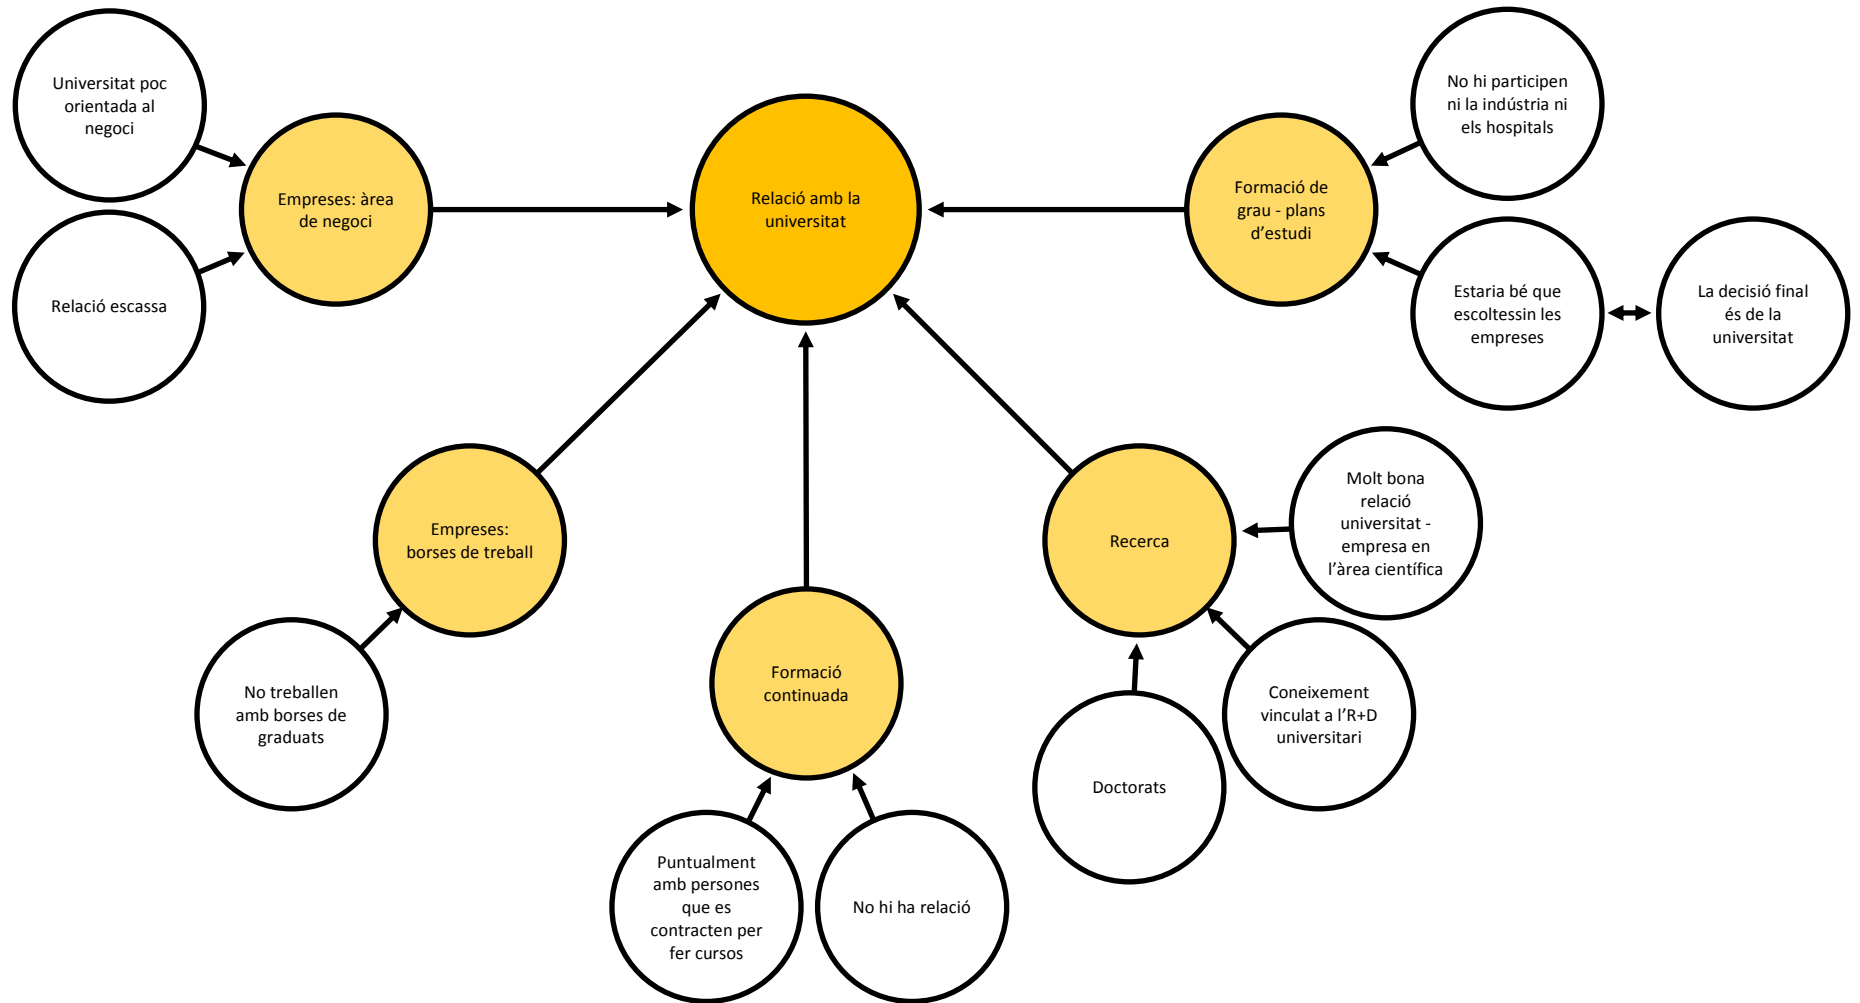 Universitat poc
orientada al
negoci
Relació escassa
Empreses: àrea
de negoci
Relació amb la
universitat
Formació de
grau - plans
d’estudi
No hi participen
ni la indústria ni
els hospitals
Estaria bé que
escoltessin les
empreses
La decisió final
és de la
universitat
Empreses:
borses de treball
No treballen
amb borses de
graduats
Formació
continuada
Puntualment
amb persones
que es
contracten per
fer cursos
No hi ha relació
Recerca
Molt bona
relació
universitat -
empresa en
l’àrea científica
Coneixement
vinculat a l’R+D
universitari
Doctorats